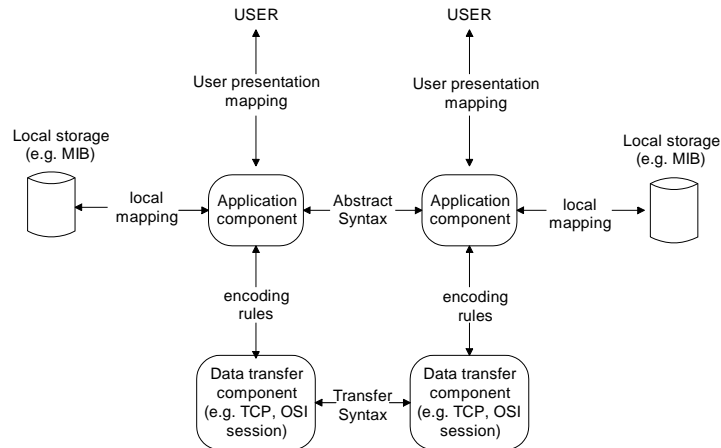 USER
USER
User presentation
mapping
User presentation
mapping
Local storage
(e.g. MIB)
Local storage
(e.g. MIB)
local
mapping
Application
component
Abstract
Syntax
Application
component
local
mapping
encoding
rules
encoding
rules
Data transfer
component
(e.g. TCP, OSI
session)
Transfer
Syntax
Data transfer
component
(e.g. TCP, OSI
session)